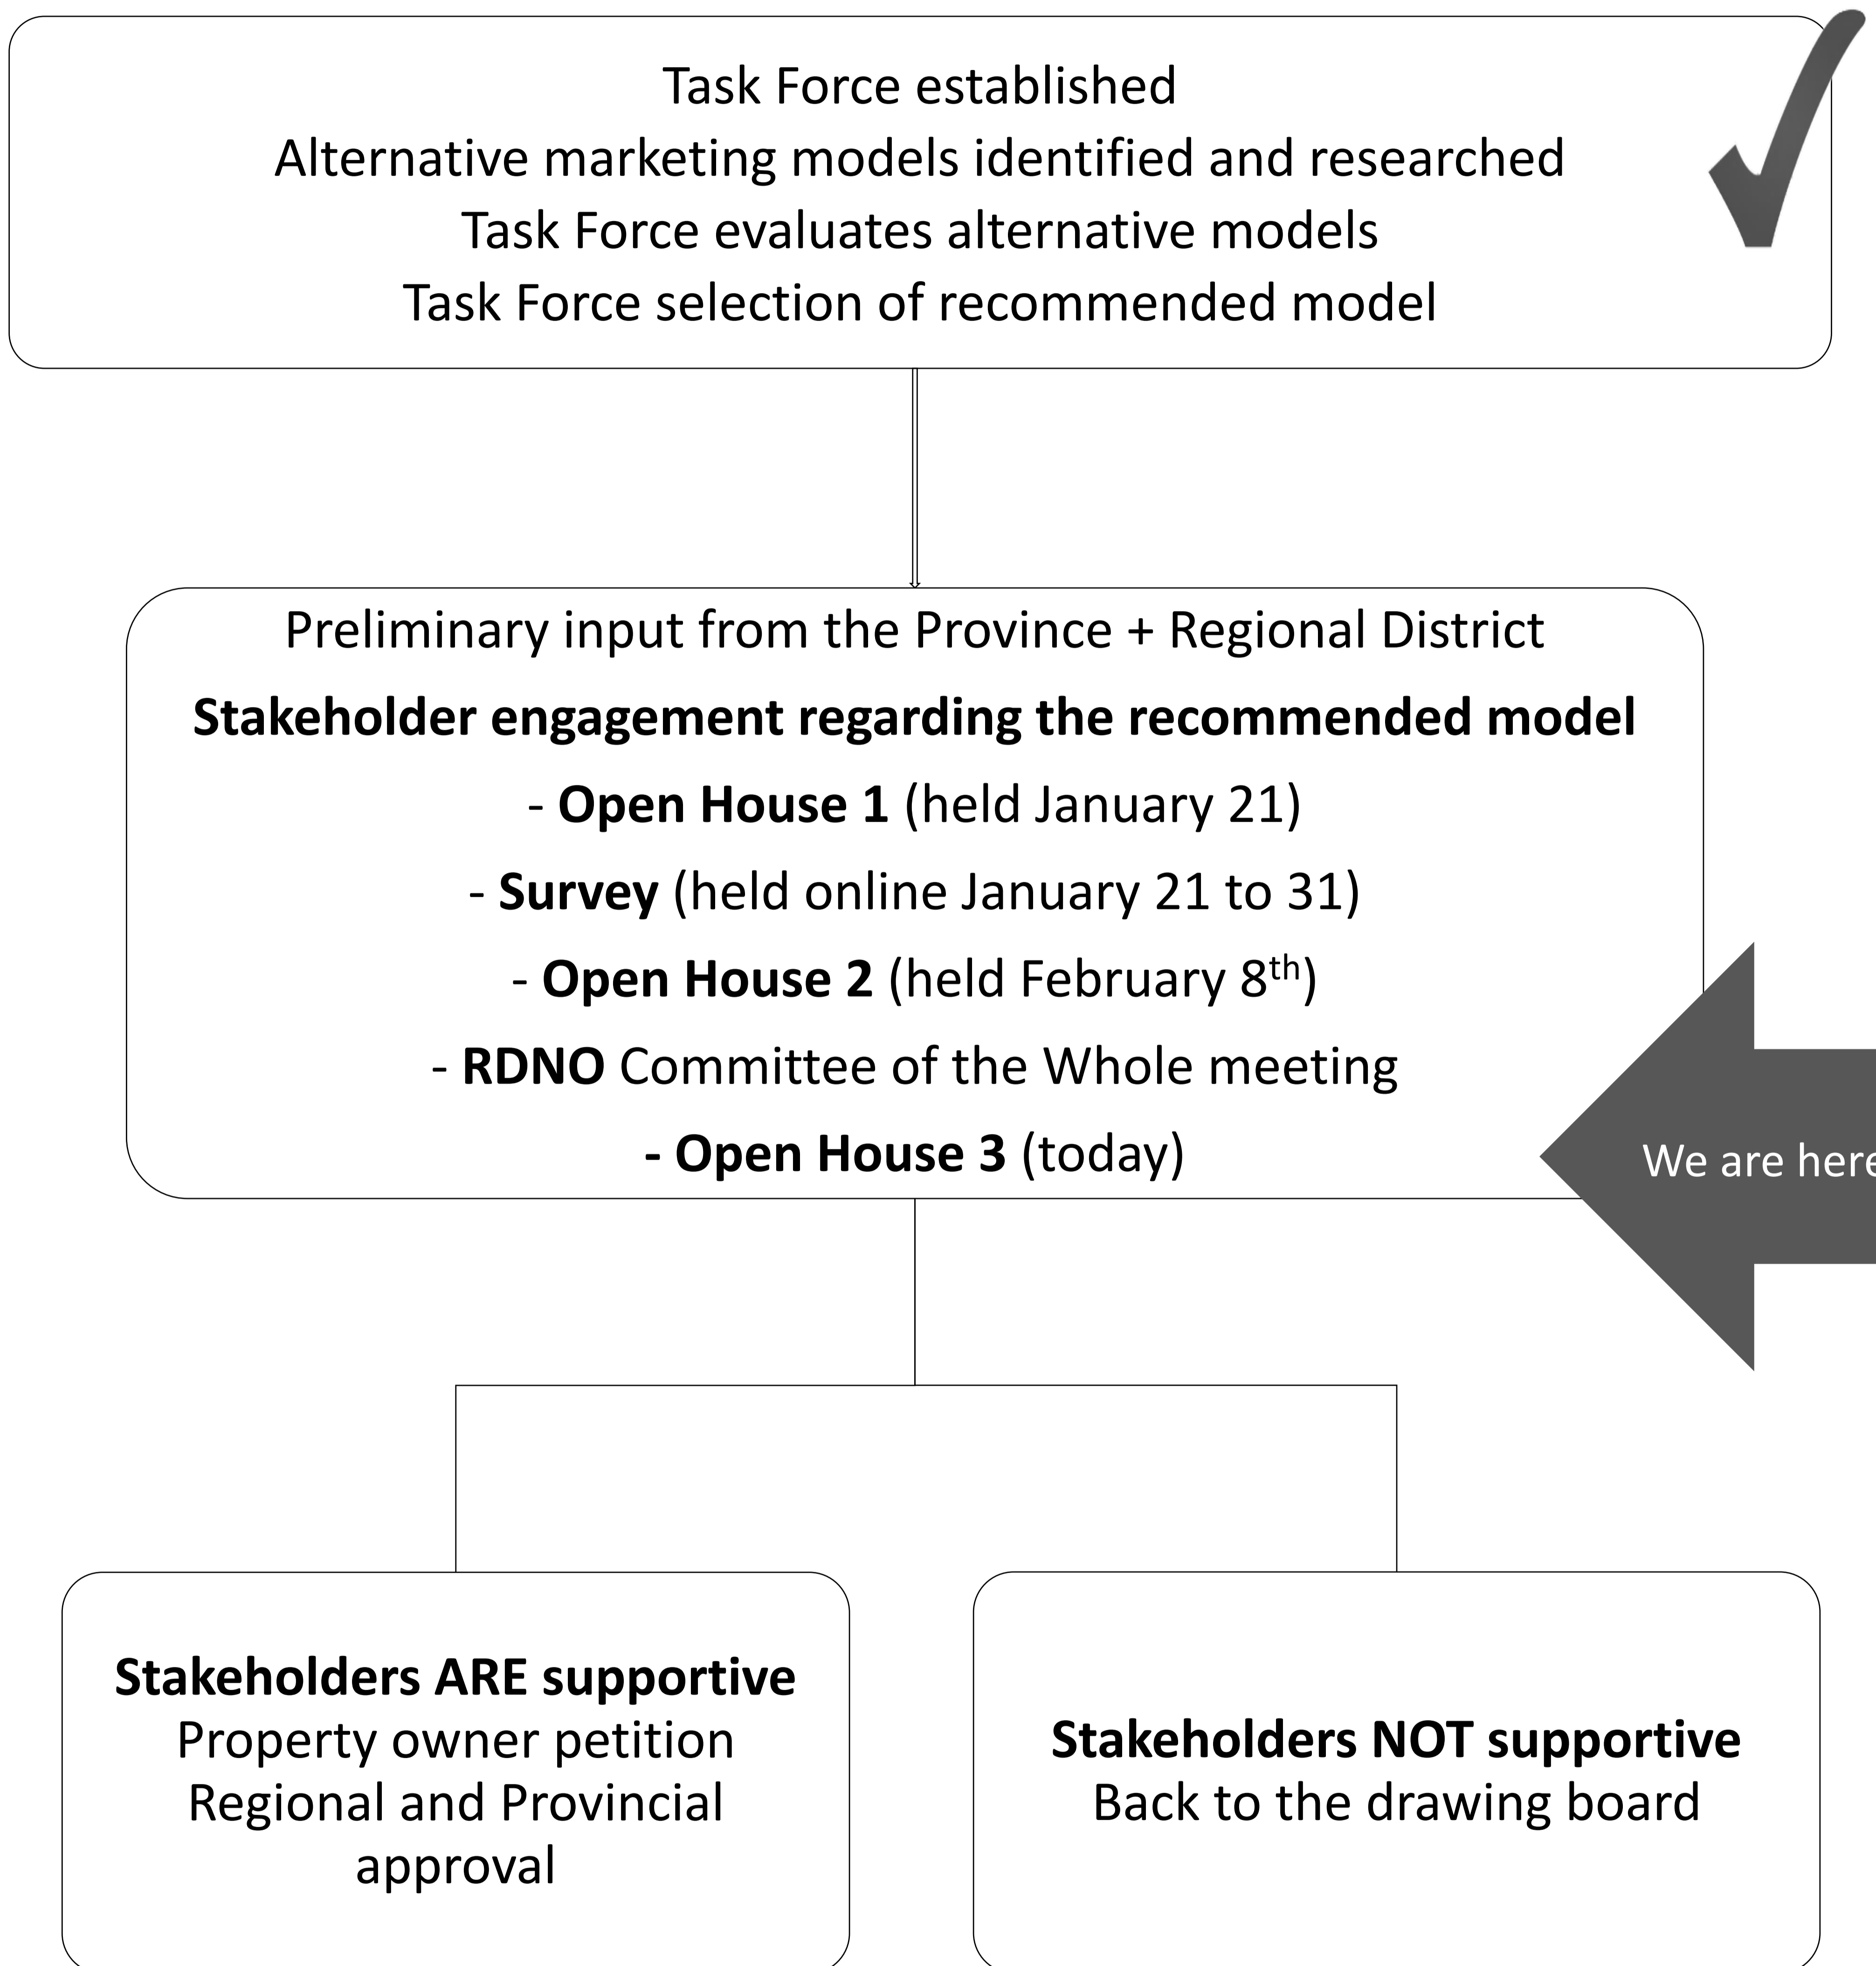 Task Force established
Alternative marketing models identified and researched
Task Force evaluates alternative models
Task Force selection of recommended model
Preliminary input from the Province + Regional District
Stakeholder engagement regarding the recommended model
- Open House 1 (held January 21)
- Survey (held online January 21 to 31)
- Open House 2 (held February 8th)
- RDNO Committee of the Whole meeting
- Open House 3 (today)
We are here
Stakeholders ARE supportive
Property owner petition
Regional and Provincial
approval
Stakeholders NOT supportive
Back to the drawing board